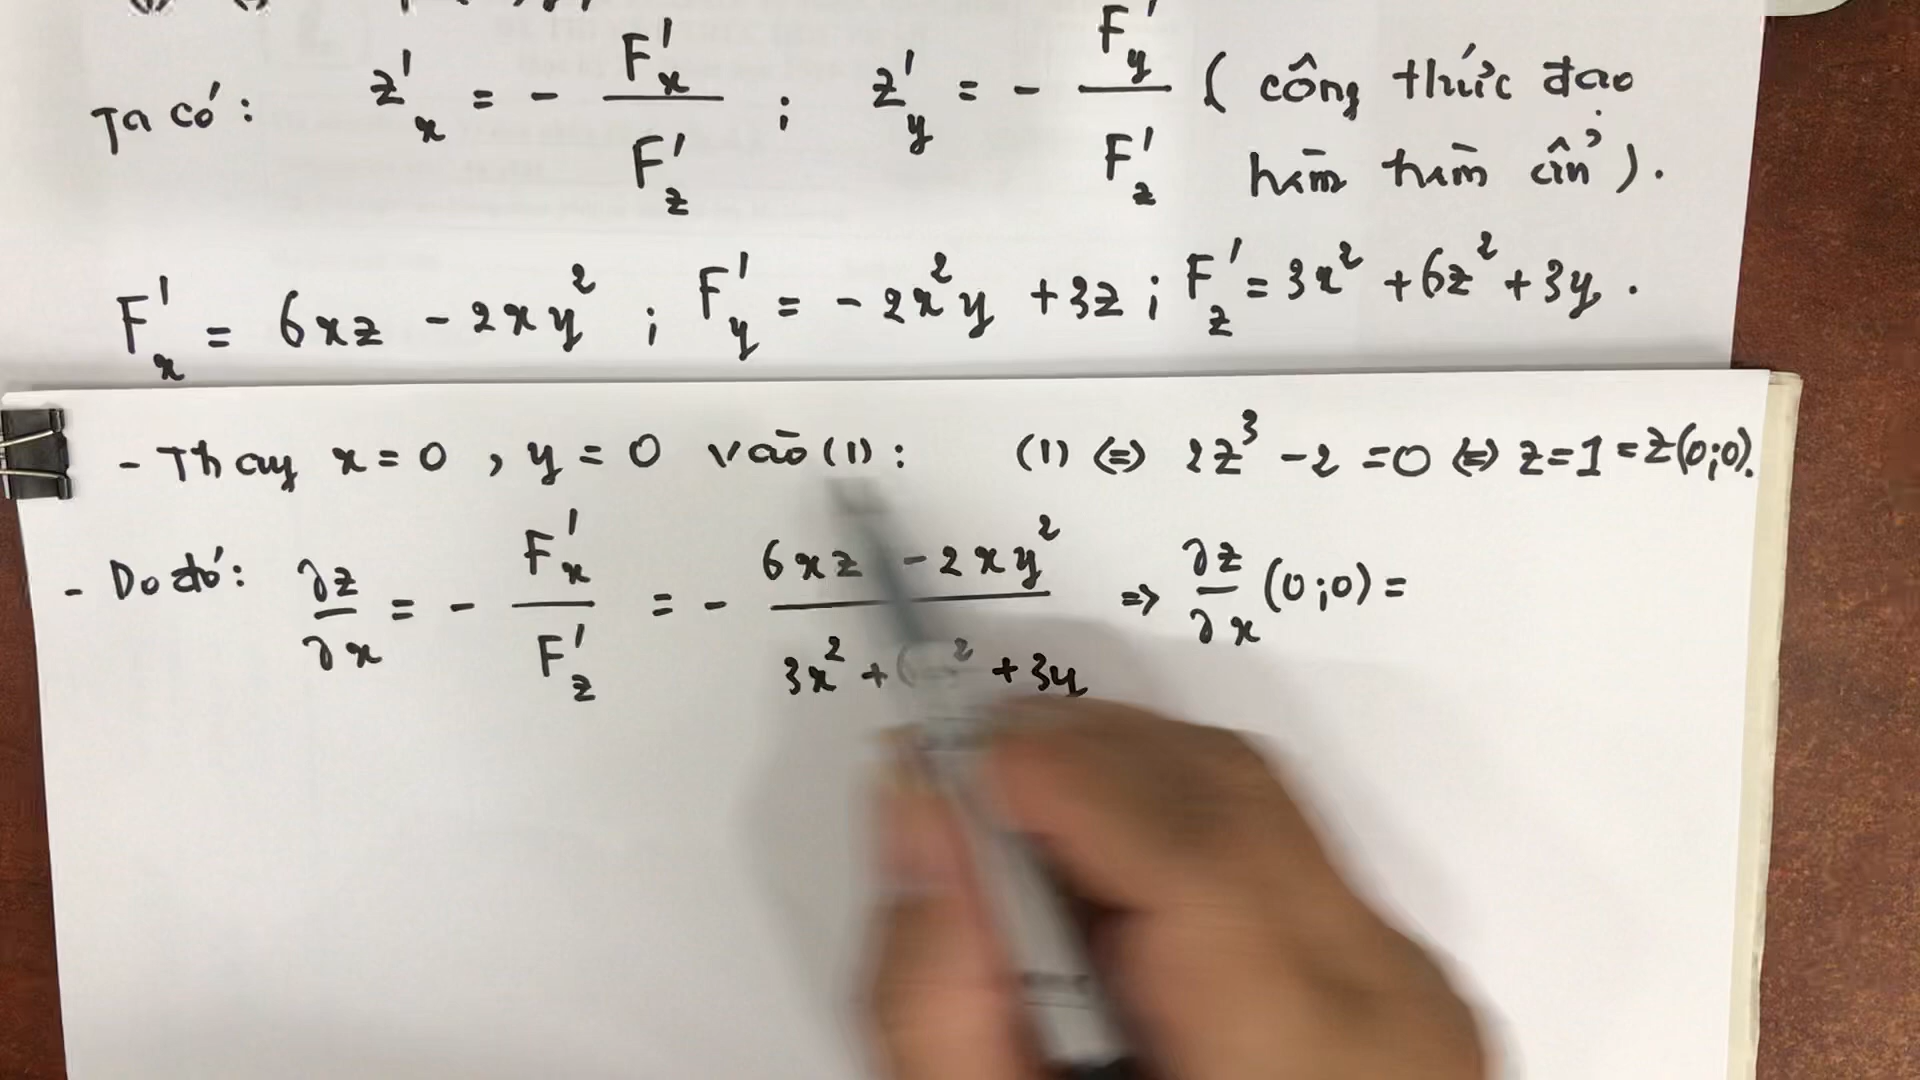 Ta có: z'x = - F'x / F'z ; z'y = - F'y / F'z ( công thức đạo
hàm hàm ẩn ).
F'x = 6xz - 2xy² ; F'y = -2x²y + 3z ; F'z = 3x² + 6z² + 3y .
- Thay x = 0 , y = 0 vào (1) : (1) ⇔ 2z³ - 2 = 0 ⇔ z = 1 = z(0;0).
- Do đó: ∂z/∂x = - F'x / F'z = - (6xz - 2xy²) / (3x² + 6z² + 3y) ⇒ ∂z/∂x (0;0) =